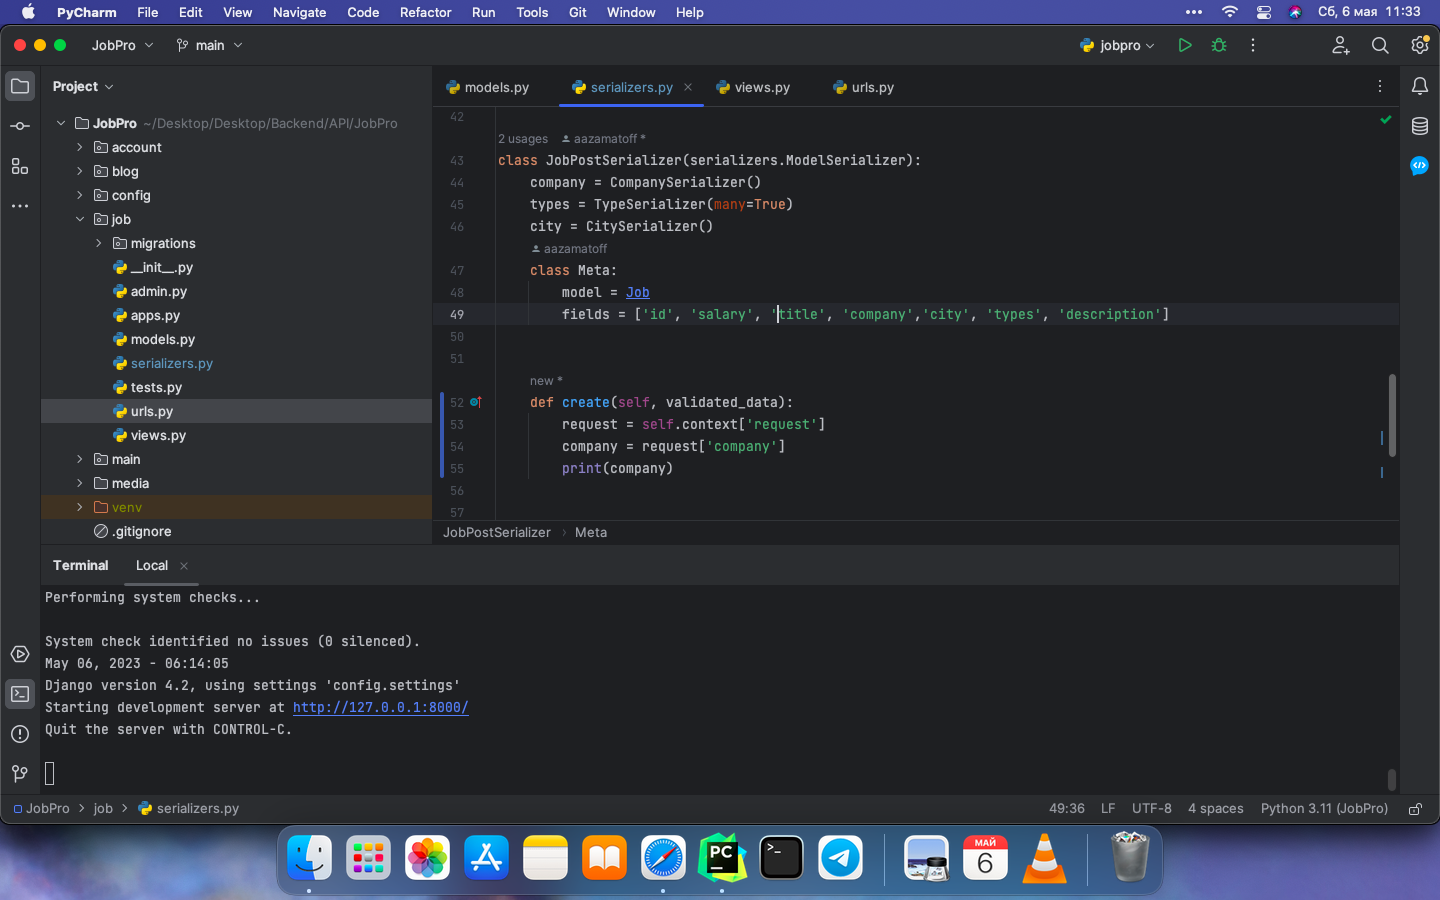 PyCharm File Edit View Navigate Code Refactor Run Tools Git Window Help Сб, 6 мая 11:33
JobPro main jobpro
Project
models.py serializers.py views.py urls.py
JobPro ~/Desktop/Desktop/Backend/API/JobPro
account
blog
config
job
migrations
__init__.py
admin.py
apps.py
models.py
serializers.py
tests.py
urls.py
views.py
main
media
venv
.gitignore
42
2 usages aazamatoff *
43 class JobPostSerializer(serializers.ModelSerializer):
44 company = CompanySerializer()
45 types = TypeSerializer(many=True)
46 city = CitySerializer()
aazamatoff
47 class Meta:
48 model = Job
49 fields = ['id', 'salary', 'title', 'company','city', 'types', 'description']
50
51
new *
52 def create(self, validated_data):
53 request = self.context['request']
54 company = request['company']
55 print(company)
56
57
JobPostSerializer › Meta
Terminal Local
Performing system checks...
System check identified no issues (0 silenced).
May 06, 2023 - 06:14:05
Django version 4.2, using settings 'config.settings'
Starting development server at http://127.0.0.1:8000/
Quit the server with CONTROL-C.
JobPro › job › serializers.py 49:36 LF UTF-8 4 spaces Python 3.11 (JobPro)
PC
>_
МАЙ
6